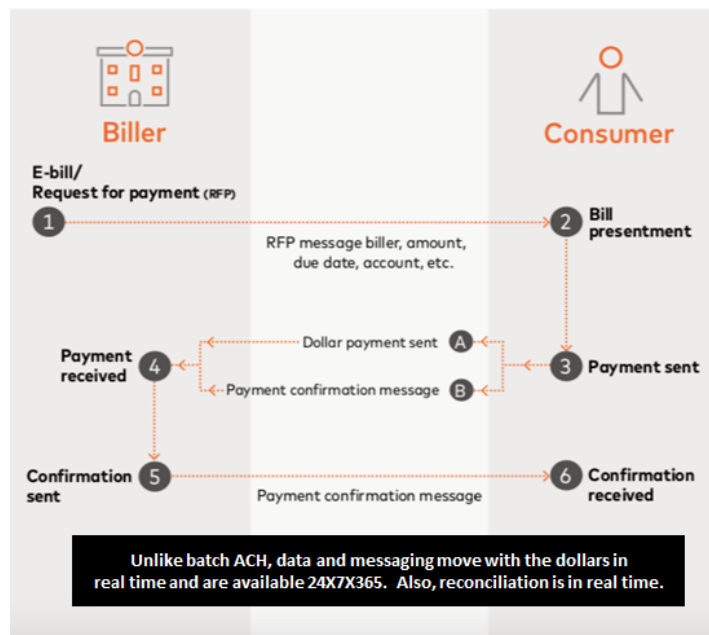 Biller
Consumer
E-bill/
Request for payment (RFP)
1
2
Bill
presentment
RFP message biller, amount,
due date, account, etc.
Dollar payment sent A
Payment
received
4
3
Payment sent
Payment confirmation message B
Confirmation
sent
5
6
Confirmation
received
Payment confirmation message
Unlike batch ACH, data and messaging move with the dollars in
real time and are available 24X7X365. Also, reconciliation is in real time.